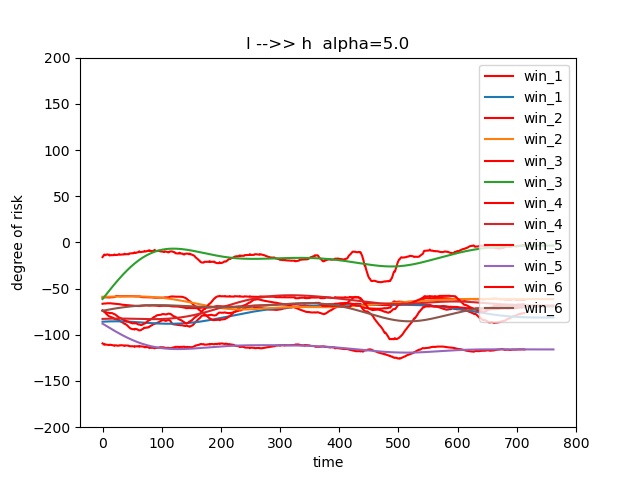 l -->> h  alpha=5.0
degree of risk
200
150
100
50
0
−50
−100
−150
−200
0
100
200
300
400
500
600
700
800
time
win_1
win_1
win_2
win_2
win_3
win_3
win_4
win_4
win_5
win_5
win_6
win_6